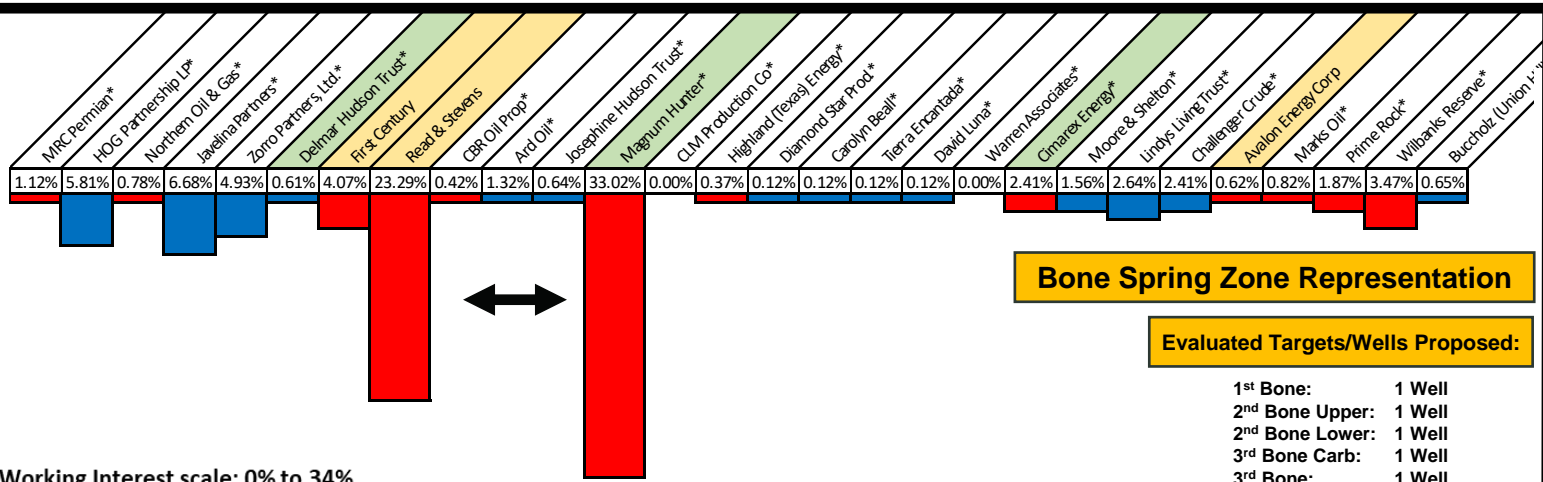 MRC Permian*
HOG Partnership LP*
Northern Oil & Gas*
Javelina Partners*
Zorro Partners, Ltd.*
Delmar Hudson Trust*
First Century
Read & Stevens
CBR Oil Prop*
Ard Oil*
Josephine Hudson Trust*
Magnum Hunter*
CLM Production Co*
Highland (Texas) Energy*
Diamond Star Prod*
Carolyn Beall*
Tierra Encantada*
David Luna*
Warren Associates*
Cimarex Energy*
Moore & Shelton*
Lindys Living Trust*
Challenger Crude*
Avalon Energy Corp
Marks Oil*
Prime Rock*
Wilbanks Reserve*
Buccholz (Union
1.12% 5.81% 0.78% 6.68% 4.93% 0.61% 4.07% 23.29% 0.42% 1.32% 0.64% 33.02% 0.00% 0.37% 0.12% 0.12% 0.12% 0.12% 0.00% 2.41% 1.56% 2.64% 2.41% 0.62% 0.82% 1.87% 3.47% 0.65%
Bone Spring Zone Representation
Evaluated Targets/Wells Proposed:
1st Bone: 1 Well
2nd Bone Upper: 1 Well
2nd Bone Lower: 1 Well
3rd Bone Carb: 1 Well
3rd Bone: 1 Well
Working Interest scale: 0% to 34%